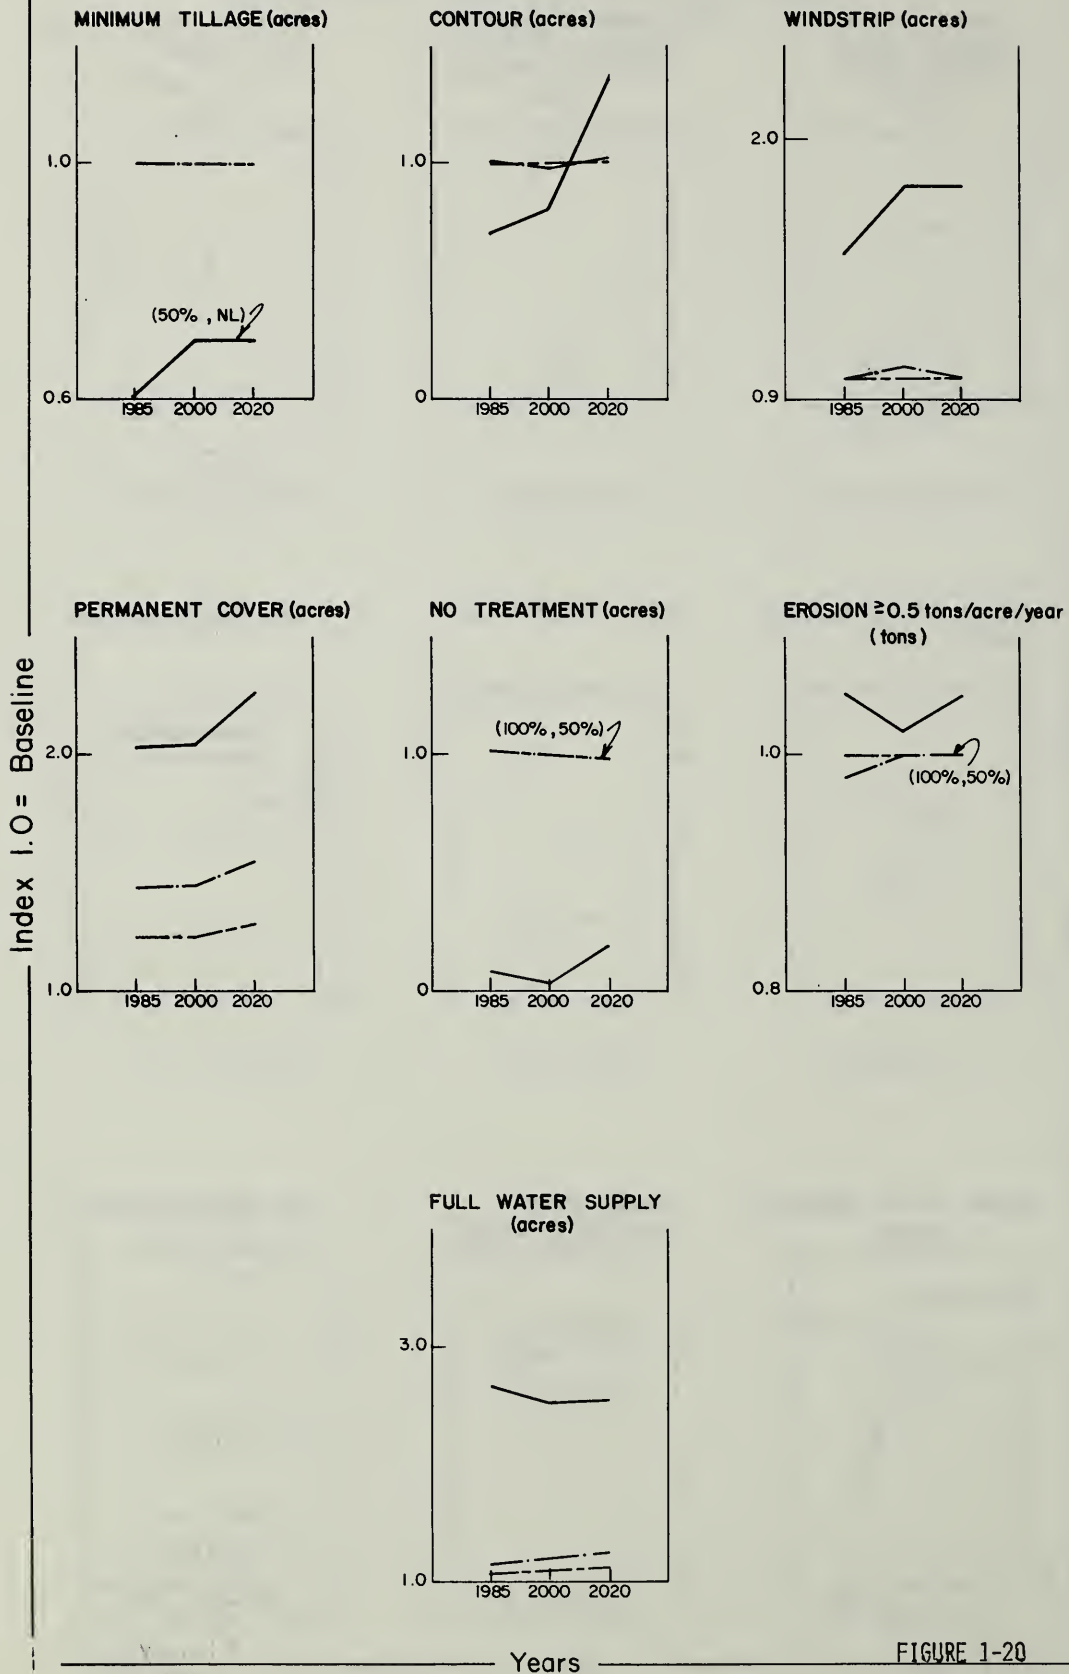 MINIMUM TILLAGE (acres)
1.0
(50% , NL)
0.6
1985 2000 2020
CONTOUR (acres)
1.0
0
1985 2000 2020
WINDSTRIP (acres)
2.0
0.9
1985 2000 2020
PERMANENT COVER (acres)
2.0
1.0
1985 2000 2020
NO TREATMENT (acres)
(100%, 50%)
1.0
0
1985 2000 2020
EROSION ≥0.5 tons/acre/year
(tons)
1.0
(100%, 50%)
0.8
1985 2000 2020
FULL WATER SUPPLY
(acres)
3.0
1.0
1985 2000 2020
Index 1.0 = Baseline
Years
FIGURE 1-20